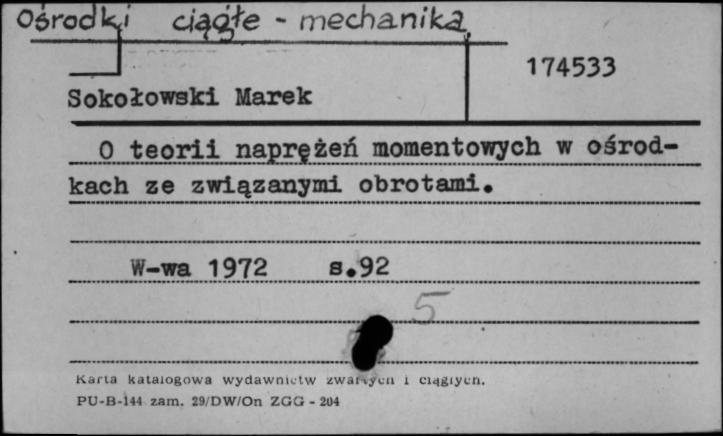 Ośrodki ciągłe - mechanika
174533
Sokołowski Marek
O teorii naprężeń momentowych w ośrod-
kach ze związanymi obrotami.
W-wa 1972 s.92
5
Karta katalogowa wydawnictw zwartych i ciągłych.
PU-B-144 zam. 29/DW/On ZGG - 204